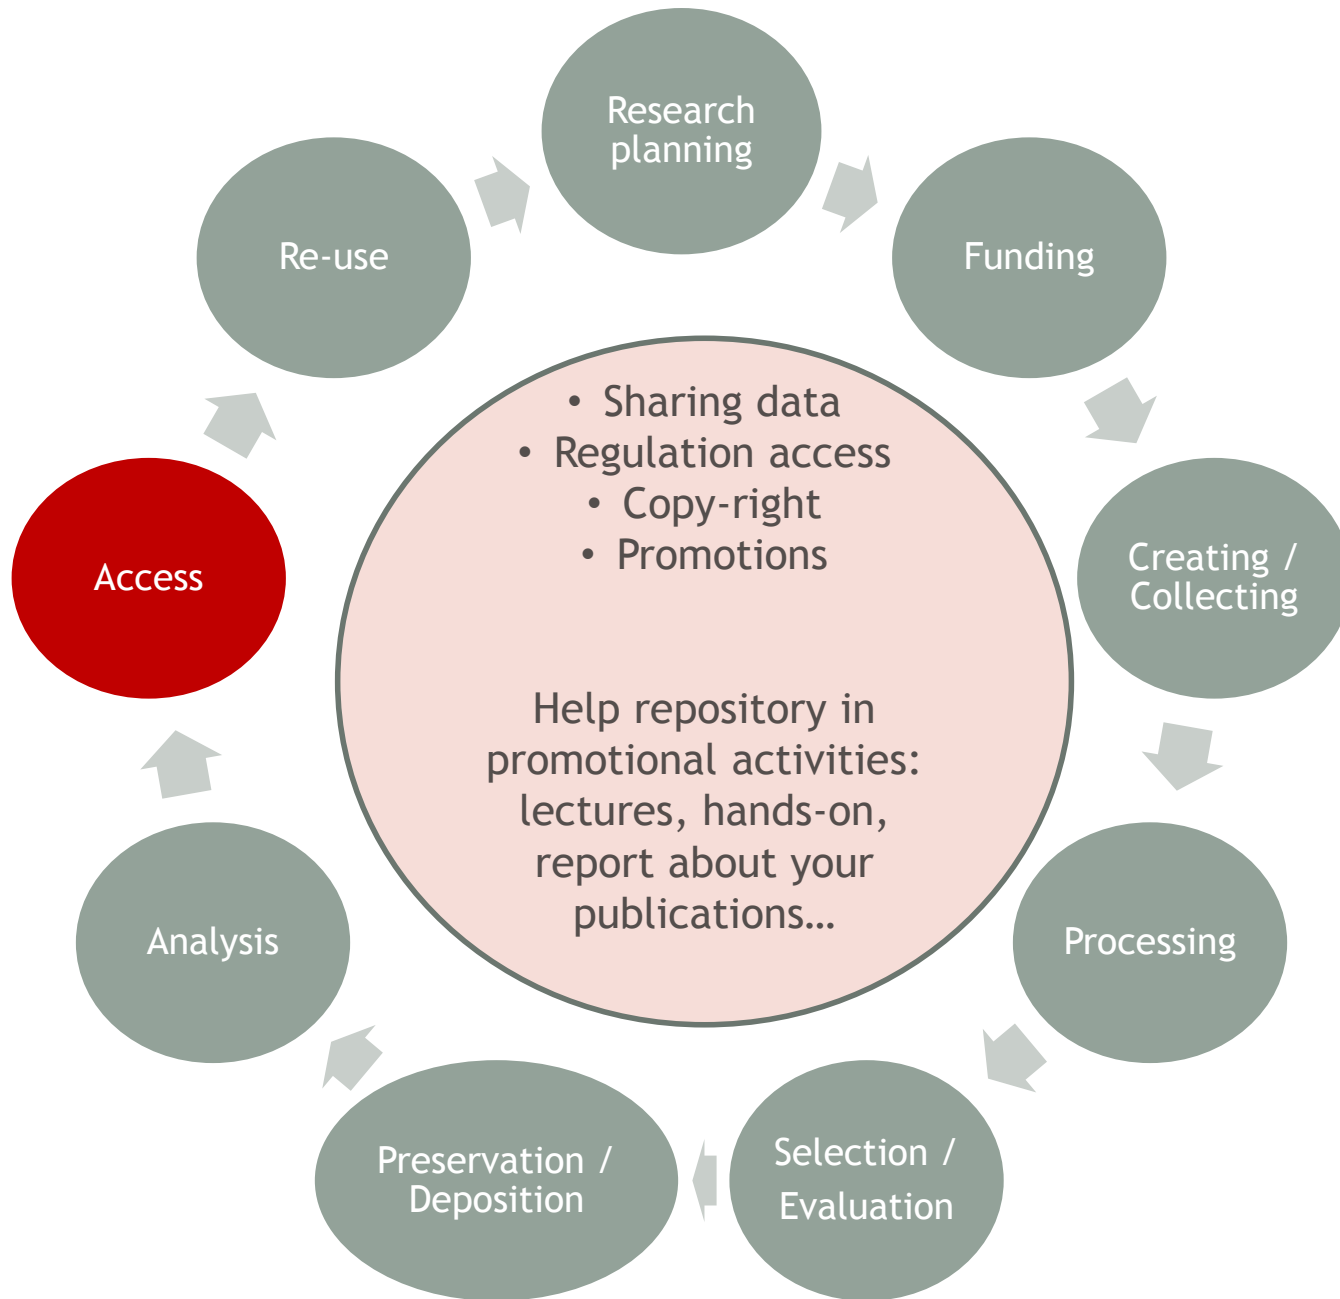 Research
planning
Funding
Creating /
Collecting
Processing
Selection /
Evaluation
Preservation /
Deposition
Analysis
Access
Re-use
• Sharing data
• Regulation access
• Copy-right
• Promotions
Help repository in
promotional activities:
lectures, hands-on,
report about your
publications…